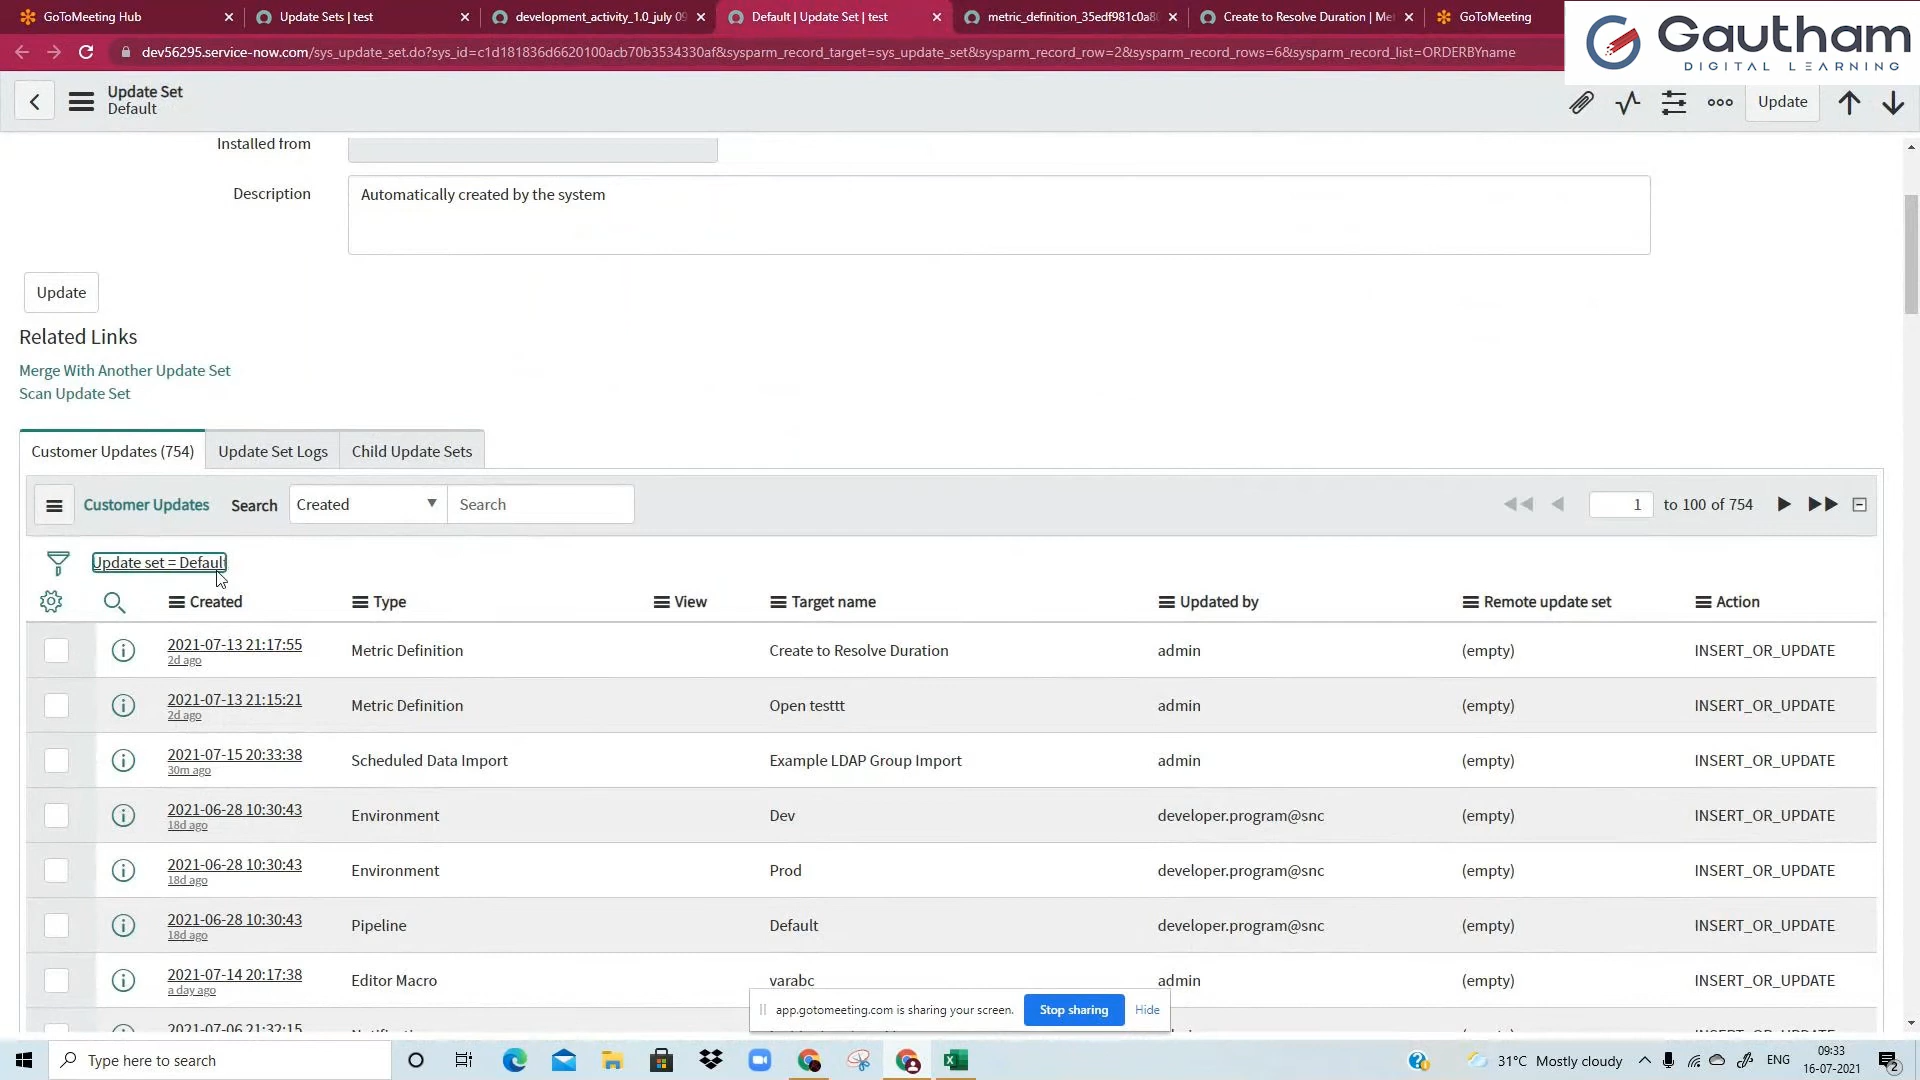 GoToMeeting Hub
Update Sets | test
development_activity_1.0_july 09
Default | Update Set | test
metric_definition_35edf981c0a80
Create to Resolve Duration | Me
GoToMeeting
dev56295.service-now.com/sys_update_set.do?sys_id=c1d181836d6620100acb70b3534330af&sysparm_record_target=sys_update_set&sysparm_record_row=2&sysparm_record_rows=6&sysparm_record_list=ORDERBYname
Gautham
DIGITAL LEARNING
Update Set
Default
Update
Installed from
Description
Automatically created by the system
Update
Related Links
Merge With Another Update Set
Scan Update Set
Customer Updates (754)
Update Set Logs
Child Update Sets
Customer Updates Search Created Search 1 to 100 of 754
Update set = Default
Created Type View Target name Updated by Remote update set Action
2021-07-13 21:17:55 Metric Definition Create to Resolve Duration admin (empty) INSERT_OR_UPDATE
2d ago
2021-07-13 21:15:21 Metric Definition Open testtt admin (empty) INSERT_OR_UPDATE
2d ago
2021-07-15 20:33:38 Scheduled Data Import Example LDAP Group Import admin (empty) INSERT_OR_UPDATE
30m ago
2021-06-28 10:30:43 Environment Dev developer.program@snc (empty) INSERT_OR_UPDATE
18d ago
2021-06-28 10:30:43 Environment Prod developer.program@snc (empty) INSERT_OR_UPDATE
18d ago
2021-06-28 10:30:43 Pipeline Default developer.program@snc (empty) INSERT_OR_UPDATE
18d ago
2021-07-14 20:17:38 Editor Macro varabc admin (empty) INSERT_OR_UPDATE
a day ago
2021-07-06 21:32:15
app.gotomeeting.com is sharing your screen. Stop sharing Hide
Type here to search
31°C Mostly cloudy
ENG
09:33
16-07-2021
2